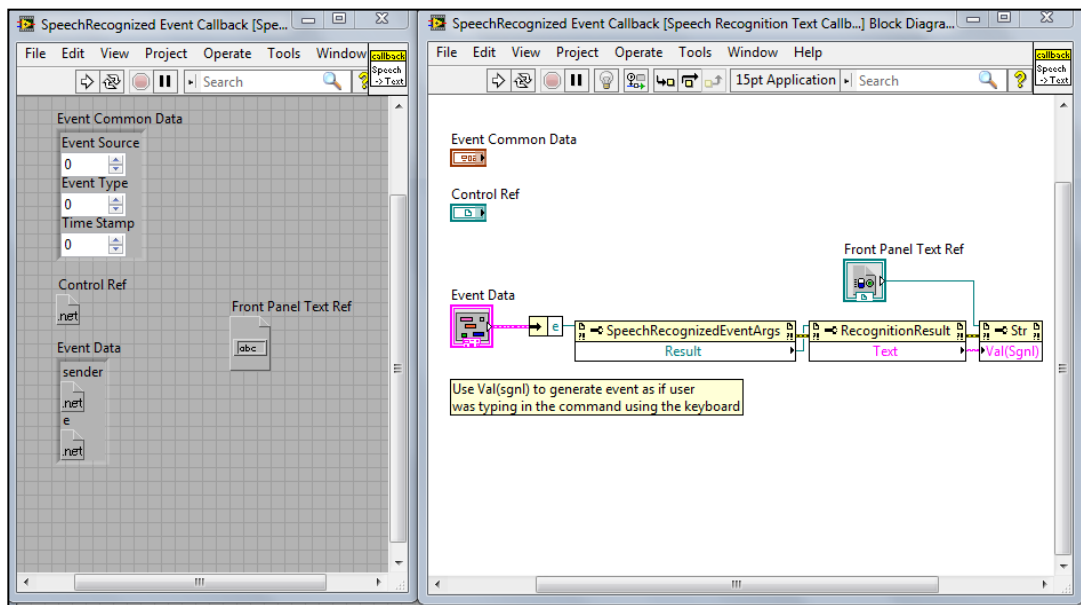 SpeechRecognized Event Callback [Spe...
File Edit View Project Operate Tools Window
Search
callback
Speech
-> Text
Event Common Data
Event Source
0
Event Type
0
Time Stamp
0
Control Ref
.net
Event Data
sender
.net
e
.net
Front Panel Text Ref
abc
SpeechRecognized Event Callback [Speech Recognition Text Callb...] Block Diagra...
File Edit View Project Operate Tools Window Help
15pt Application
Search
callback
Speech
-> Text
Event Common Data
Control Ref
Front Panel Text Ref
Event Data
e
SpeechRecognizedEventArgs
Result
RecognitionResult
Text
Str
Val(Sgnl)
Use Val(sgnl) to generate event as if user
was typing in the command using the keyboard